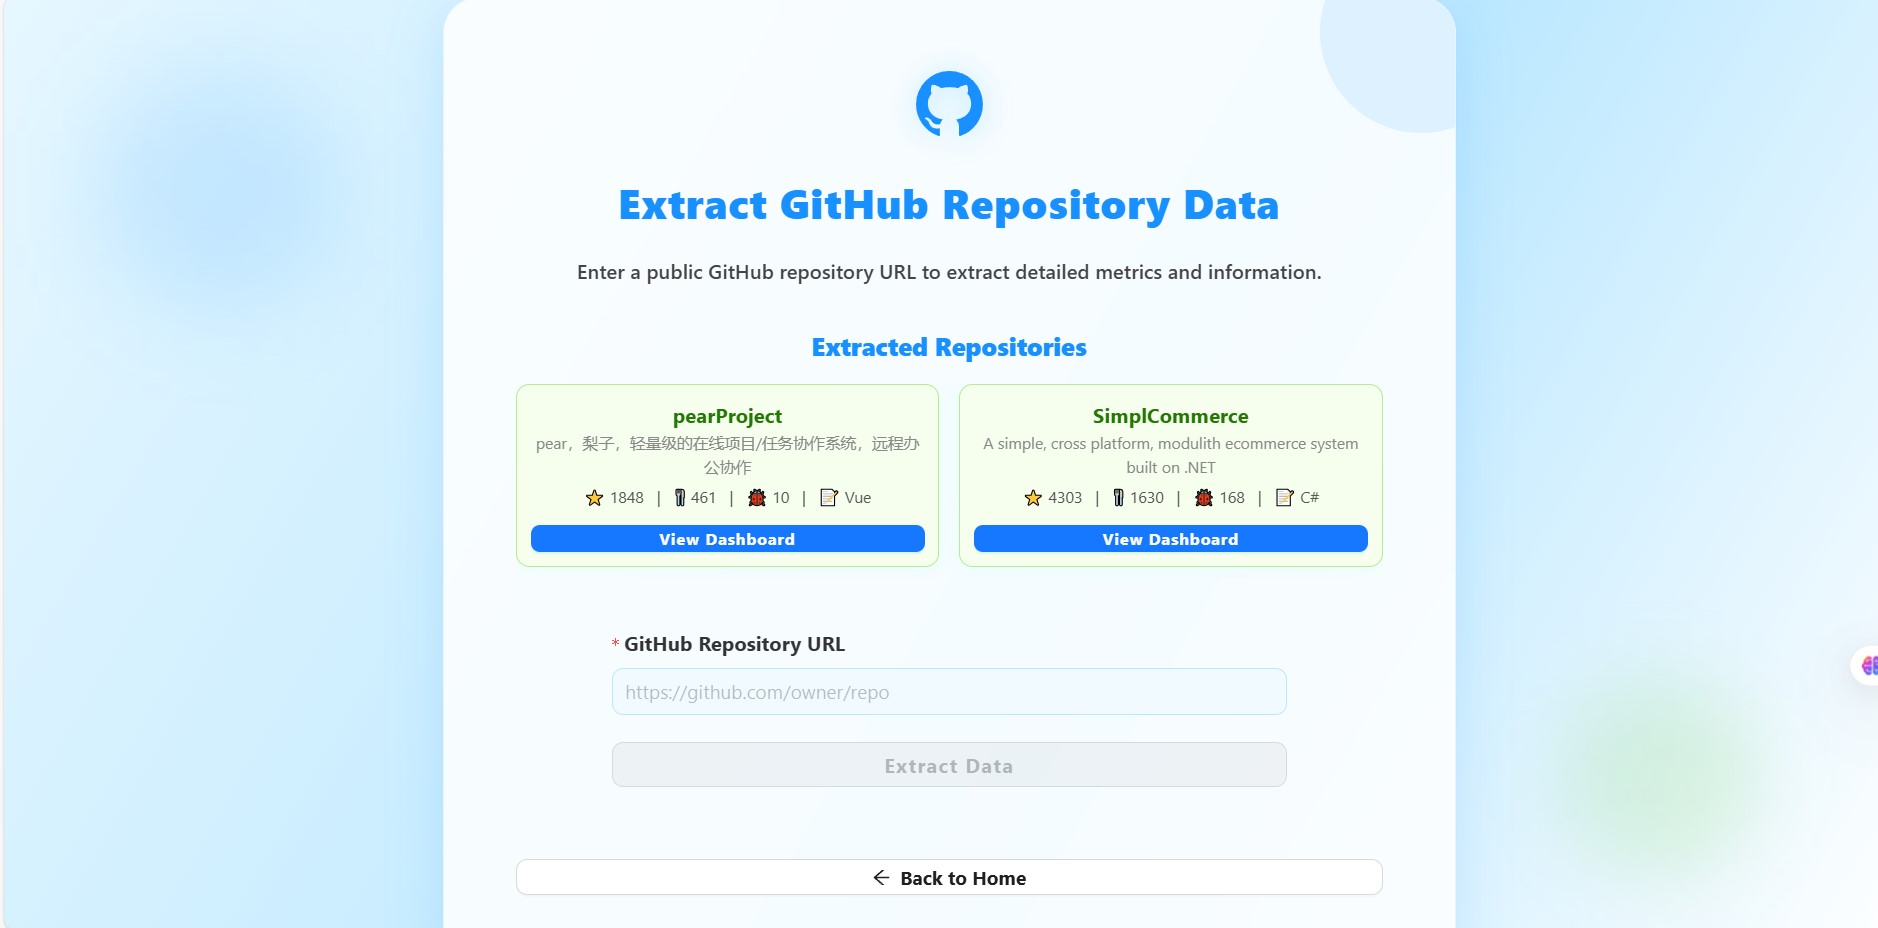 Extract GitHub Repository Data
Enter a public GitHub repository URL to extract detailed metrics and information.
Extracted Repositories
pearProject
pear，梨子，轻量级的在线项目/任务协作系统，远程办
公协作
1848 | 461 | 10 | Vue
View Dashboard
SimplCommerce
A simple, cross platform, modulith ecommerce system
built on .NET
4303 | 1630 | 168 | C#
View Dashboard
* GitHub Repository URL
https://github.com/owner/repo
Extract Data
← Back to Home